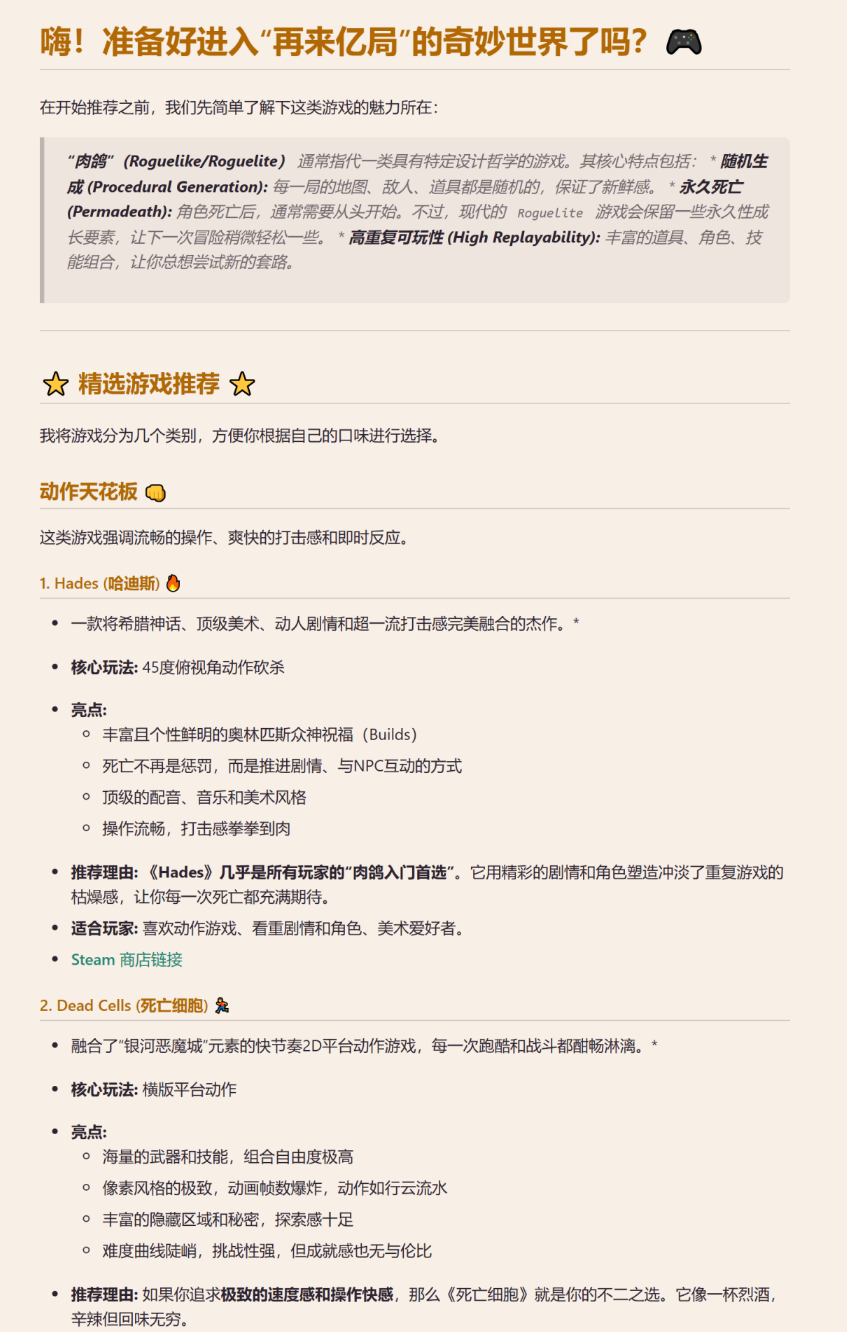 嗨！准备好进入“再来亿局”的奇妙世界了吗？ 🎮
在开始推荐之前，我们先简单了解下这类游戏的魅力所在：
“肉鸽”（Roguelike/Roguelite） 通常指代一类具有特定设计哲学的游戏。其核心特点包括： * 随机生
成 (Procedural Generation): 每一局的地图、敌人、道具都是随机的，保证了新鲜感。 * 永久死亡
(Permadeath): 角色死亡后，通常需要从头开始。不过，现代的 Roguelite 游戏会保留一些永久性成
长要素，让下一次冒险稍微轻松一些。 * 高重复可玩性 (High Replayability): 丰富的道具、角色、技
能组合，让你总想尝试新的套路。
⭐ 精选游戏推荐 ⭐
我将游戏分为几个类别，方便你根据自己的口味进行选择。
动作天花板 👊
这类游戏强调流畅的操作、爽快的打击感和即时反应。
1. Hades (哈迪斯) 🔥
• 一款将希腊神话、顶级美术、动人剧情和超一流打击感完美融合的杰作。*
• 核心玩法: 45度俯视角动作砍杀
• 亮点:
◦ 丰富且个性鲜明的奥林匹斯众神祝福（Builds）
◦ 死亡不再是惩罚，而是推进剧情、与NPC互动的方式
◦ 顶级的配音、音乐和美术风格
◦ 操作流畅，打击感拳拳到肉
• 推荐理由: 《Hades》几乎是所有玩家的“肉鸽入门首选”。它用精彩的剧情和角色塑造冲淡了重复游戏的
枯燥感，让你每一次死亡都充满期待。
• 适合玩家: 喜欢动作游戏、看重剧情和角色、美术爱好者。
• Steam 商店链接
2. Dead Cells (死亡细胞) 🏃
• 融合了“银河恶魔城”元素的快节奏2D平台动作游戏，每一次跑酷和战斗都酣畅淋漓。*
• 核心玩法: 横版平台动作
• 亮点:
◦ 海量的武器和技能，组合自由度极高
◦ 像素风格的极致，动画帧数爆炸，动作如行云流水
◦ 丰富的隐藏区域和秘密，探索感十足
◦ 难度曲线陡峭，挑战性强，但成就感也无与伦比
• 推荐理由: 如果你追求极致的速度感和操作快感，那么《死亡细胞》就是你的不二之选。它像一杯烈酒，
辛辣但回味无穷。